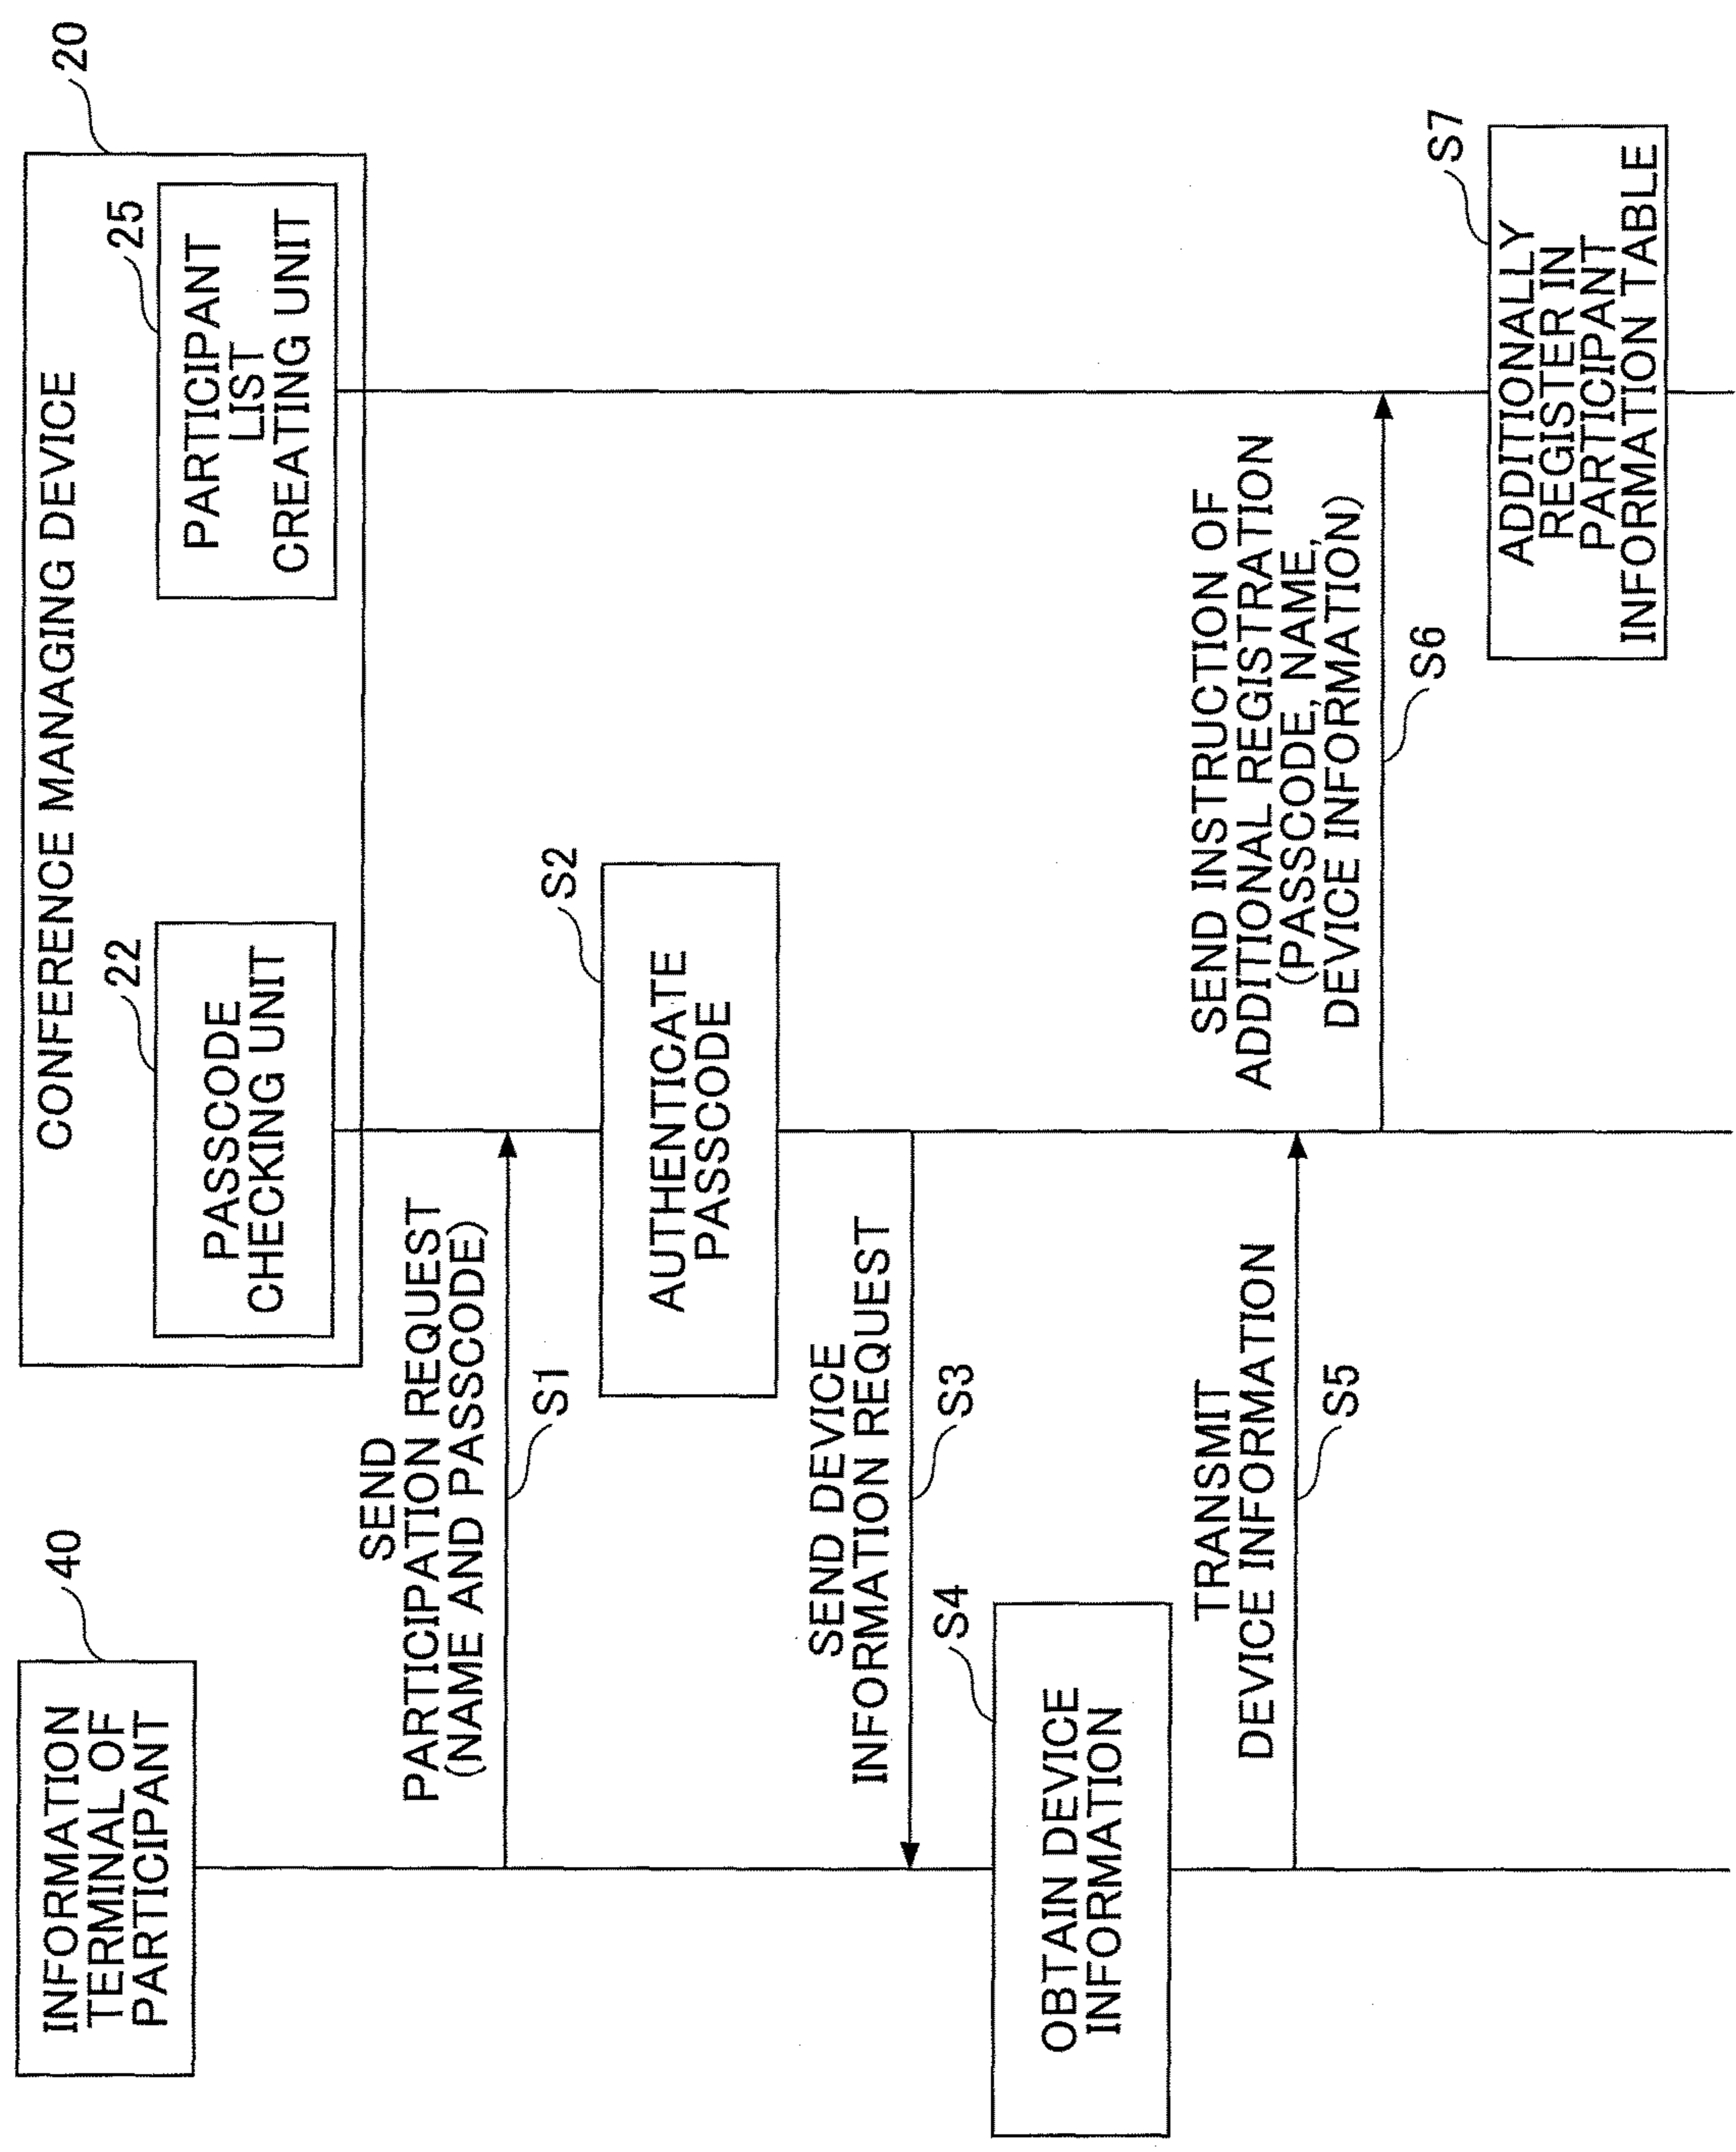 INFORMATION
TERMINAL OF
PARTICIPANT
40
CONFERENCE MANAGING DEVICE
20
PASSCODE
CHECKING UNIT
22
PARTICIPANT
LIST
CREATING UNIT
25
SEND
PARTICIPATION REQUEST
(NAME AND PASSCODE)
S1
AUTHENTICATE
PASSCODE
S2
SEND DEVICE
INFORMATION REQUEST
S3
OBTAIN DEVICE
INFORMATION
S4
TRANSMIT
DEVICE INFORMATION
S5
SEND INSTRUCTION OF
ADDITIONAL REGISTRATION
(PASSCODE, NAME,
DEVICE INFORMATION)
S6
ADDITIONALLY
REGISTER IN
PARTICIPANT
INFORMATION TABLE
S7